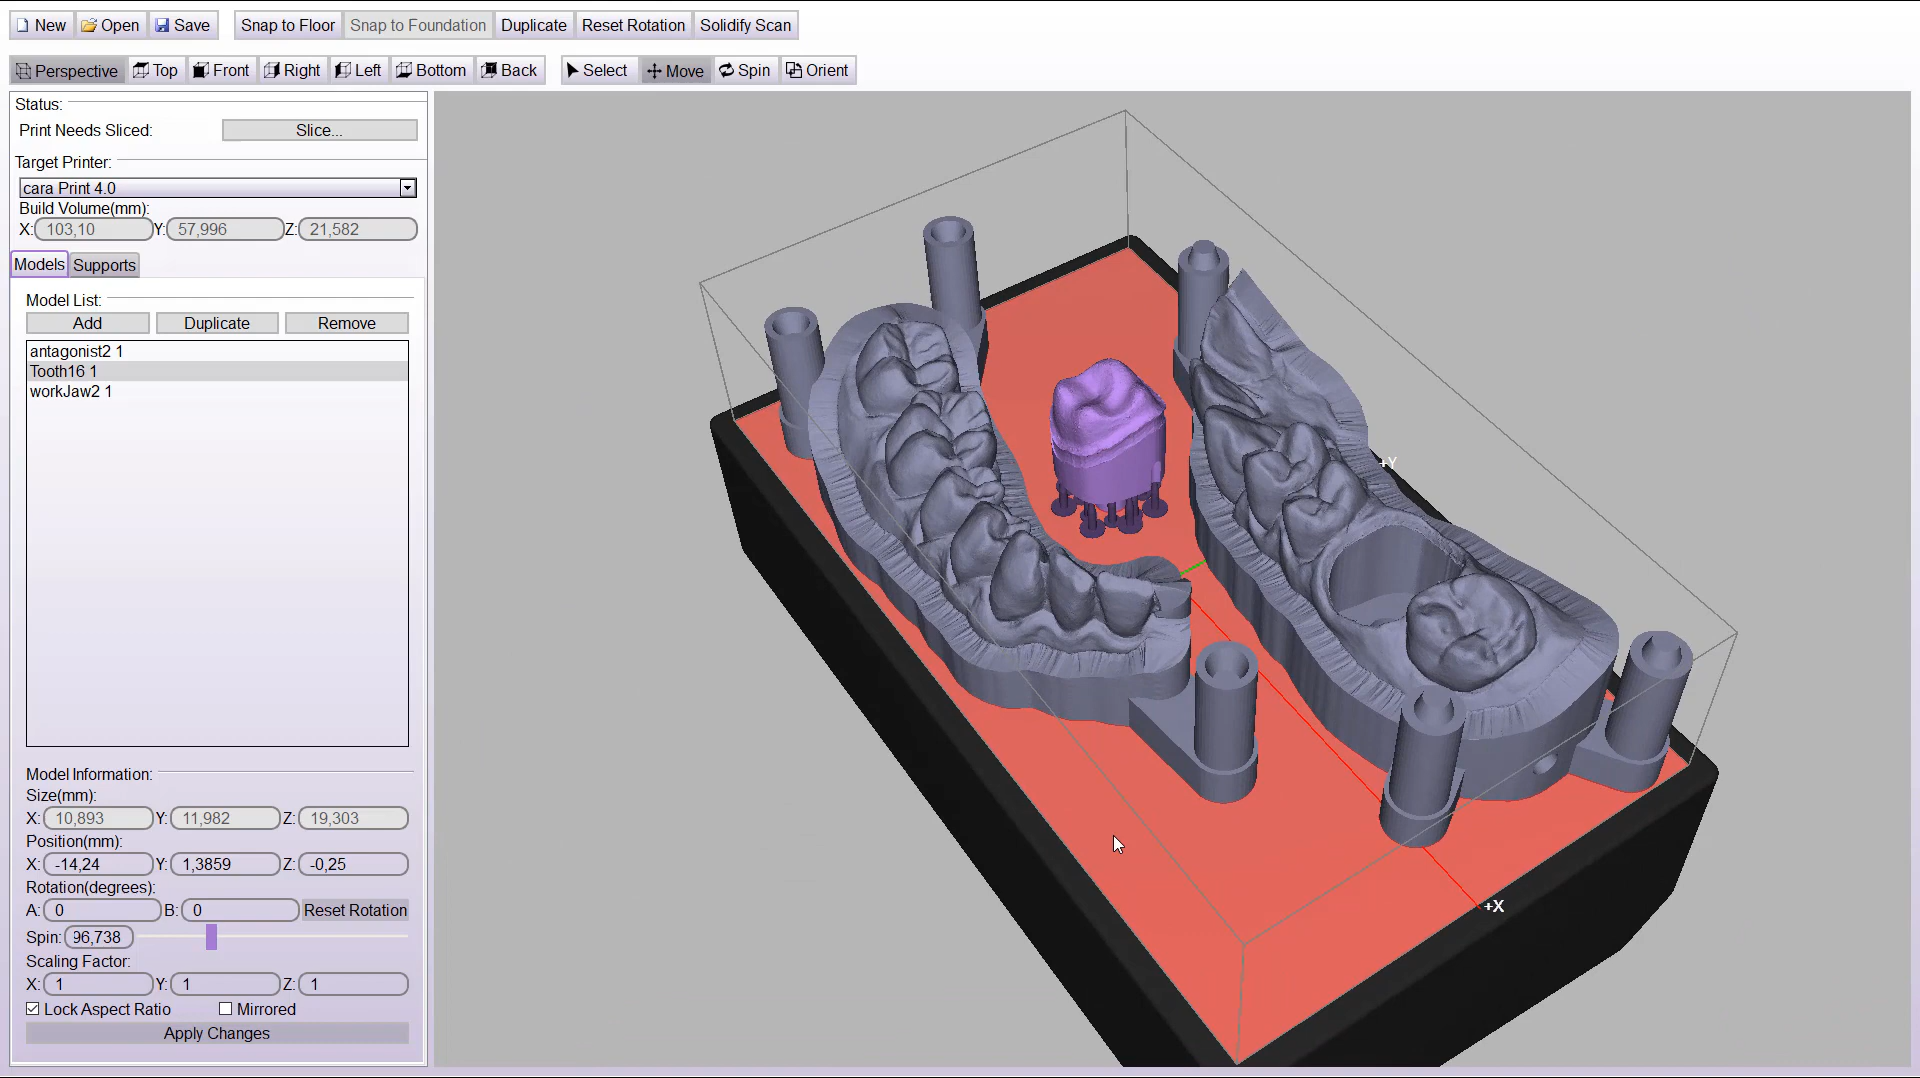 New Open Save Snap to Floor Snap to Foundation Duplicate Reset Rotation Solidify Scan
Perspective Top Front Right Left Bottom Back Select Move Spin Orient
Status:
Print Needs Sliced: Slice...
Target Printer:
cara Print 4.0
Build Volume(mm):
X: 103,10 Y: 57,996 Z: 21,582
Models Supports
Model List:
Add Duplicate Remove
antagonist2 1
Tooth16 1
workJaw2 1
Model Information:
Size(mm):
X: 10,893 Y: 11,982 Z: 19,303
Position(mm):
X: -14,24 Y: 1,3859 Z: -0,25
Rotation(degrees):
A: 0 B: 0 Reset Rotation
Spin: 96,738
Scaling Factor:
X: 1 Y: 1 Z: 1
Lock Aspect Ratio Mirrored
Apply Changes
+Y
+X